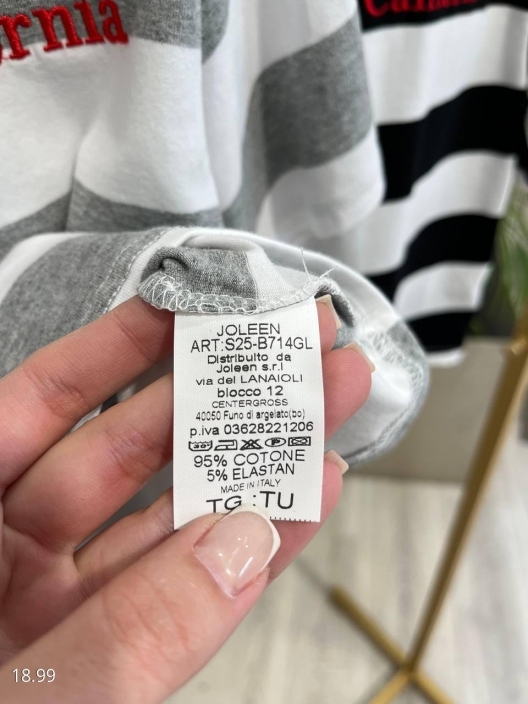 rnia
JOLEEN
ART:S25-B714GL
Distribuito da
Joleen s.r.l
via dei LANAIOLI
blocco 12
CENTERGROSS
40050 Funo di argelato(bo)
p.iva 03628221206
95% COTONE
5% ELASTAN
MADE IN ITALY
TG :TU
18.99